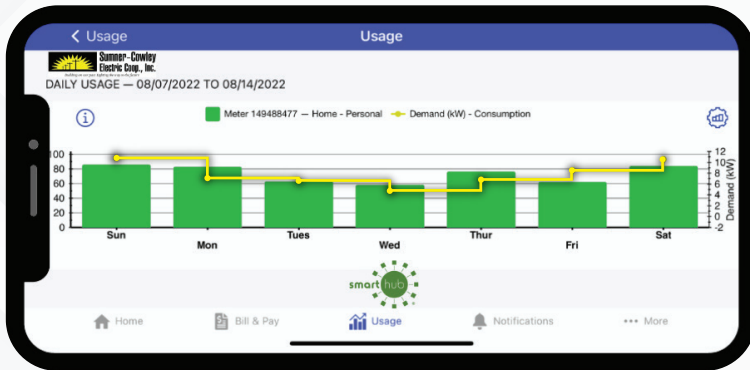 Usage
Usage
Sumner-Cowley
Electric Coop., Inc.
DAILY USAGE — 08/07/2022 TO 08/14/2022
Meter 149488477 — Home - Personal
Demand (kW) - Consumption
100
80
60
40
20
0
12
10
8
6
4
2
0
-2
Demand (kW)
Sun
Mon
Tues
Wed
Thur
Fri
Sat
smart hub
Home
Bill & Pay
Usage
Notifications
More